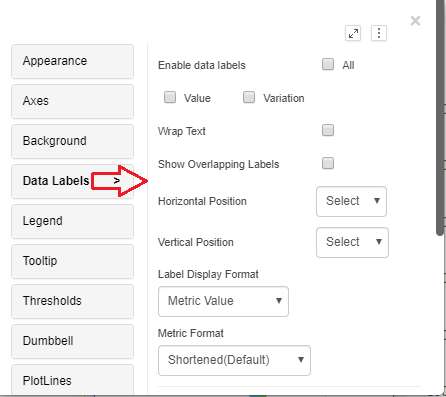 ×
Appearance
Axes
Background
Data Labels >
Legend
Tooltip
Thresholds
Dumbbell
PlotLines
Enable data labels All
Value Variation
Wrap Text
Show Overlapping Labels
Horizontal Position Select
Vertical Position Select
Label Display Format
Metric Value
Metric Format
Shortened(Default)